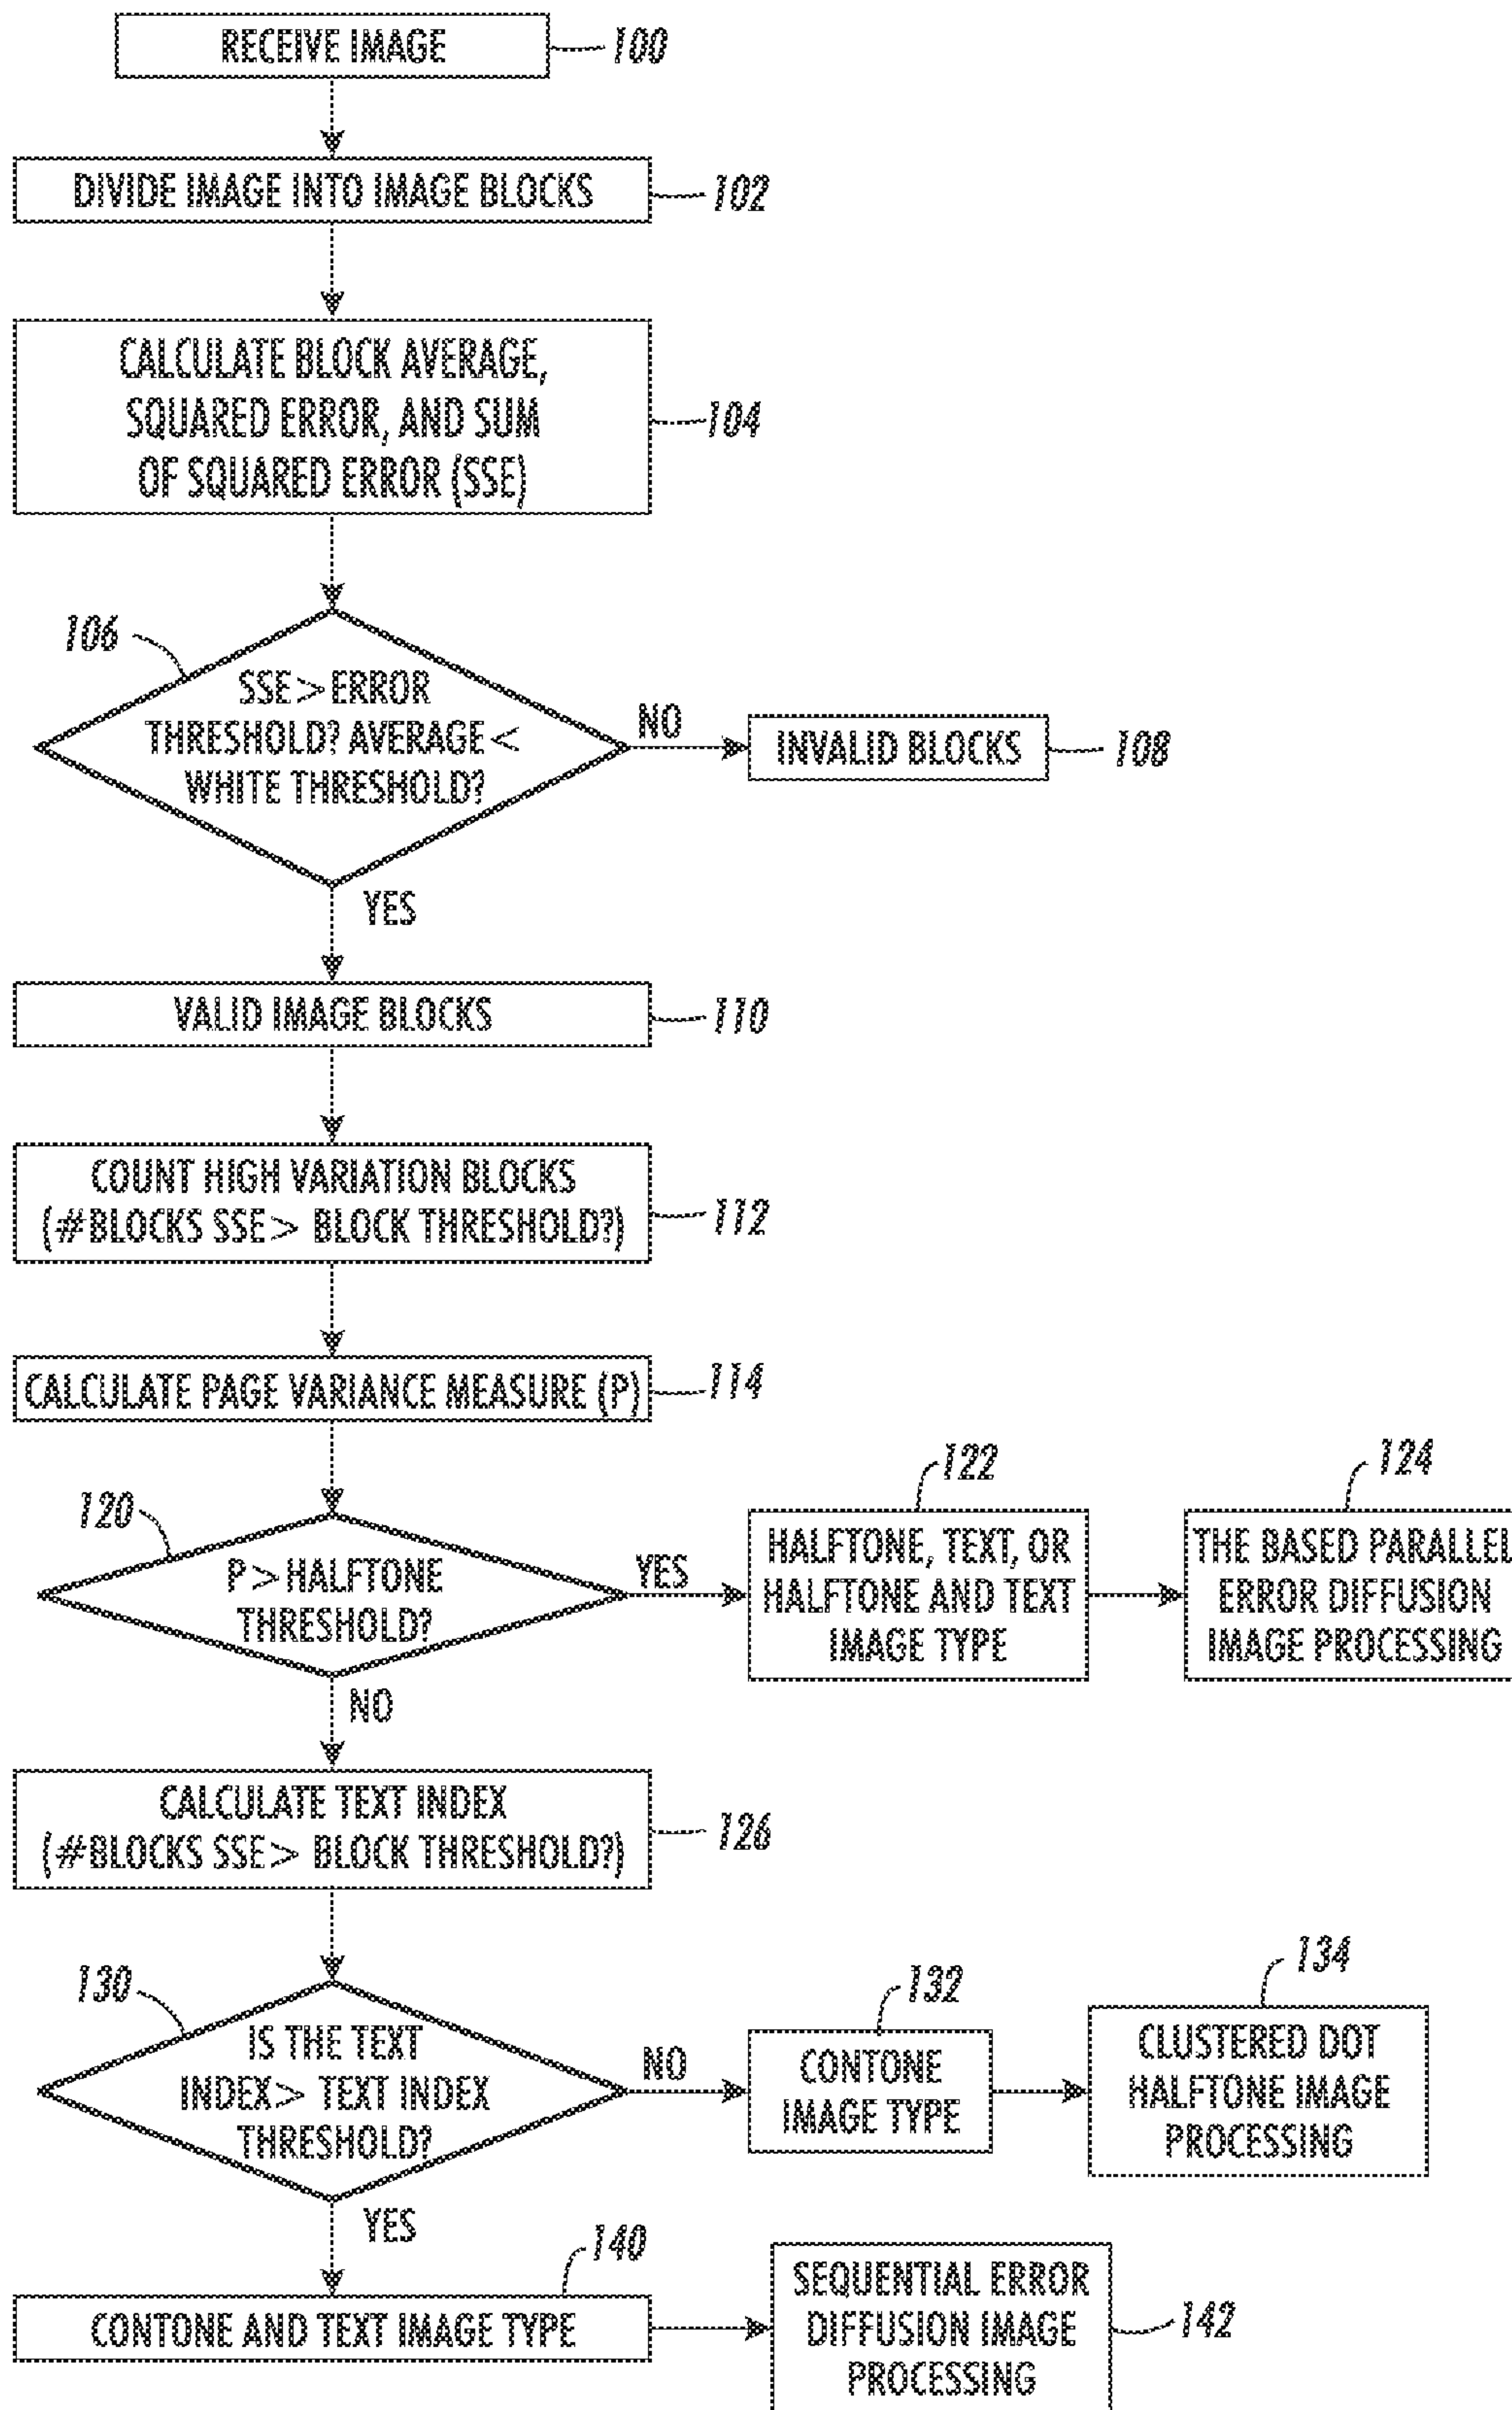 RECEIVE IMAGE
100
DIVIDE IMAGE INTO IMAGE BLOCKS
102
CALCULATE BLOCK AVERAGE,
SQUARED ERROR, AND SUM
OF SQUARED ERROR (SSE)
104
106
SSE > ERROR
THRESHOLD? AVERAGE <
WHITE THRESHOLD?
NO
INVALID BLOCKS
108
YES
VALID IMAGE BLOCKS
110
COUNT HIGH VARIATION BLOCKS
(#BLOCKS SSE > BLOCK THRESHOLD?)
112
CALCULATE PAGE VARIANCE MEASURE (P)
114
120
P > HALFTONE
THRESHOLD?
YES
122
HALFTONE, TEXT, OR
HALFTONE AND TEXT
IMAGE TYPE
124
THE BASED PARALLEL
ERROR DIFFUSION
IMAGE PROCESSING
NO
CALCULATE TEXT INDEX
(#BLOCKS SSE > BLOCK THRESHOLD?)
126
130
IS THE TEXT
INDEX > TEXT INDEX
THRESHOLD?
NO
132
CONTONE
IMAGE TYPE
134
CLUSTERED DOT
HALFTONE IMAGE
PROCESSING
YES
140
CONTONE AND TEXT IMAGE TYPE
SEQUENTIAL ERROR
DIFFUSION IMAGE
PROCESSING
142